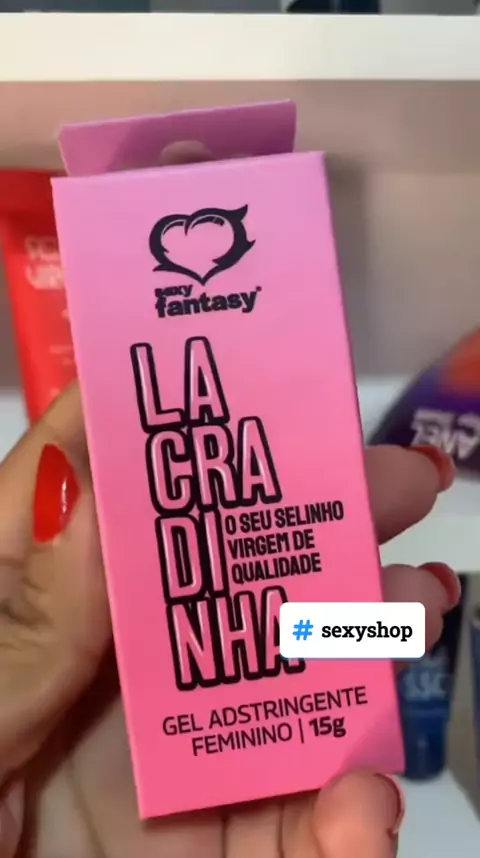 sexy
fantasy®
LA
CRA
DI
NHA
O SEU SELINHO
VIRGEM DE
QUALIDADE
# sexyshop
GEL ADSTRINGENTE
FEMININO | 15g